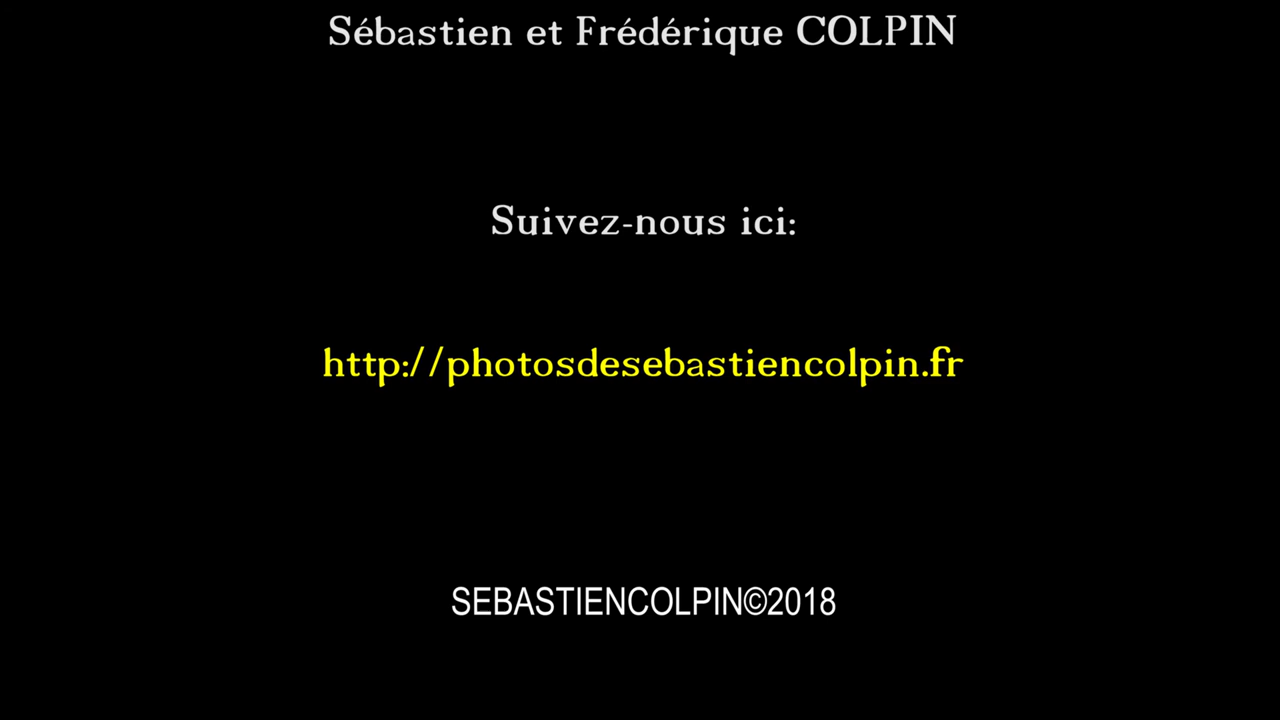 Sébastien et Frédérique COLPIN
Suivez-nous ici:
http://photosdesebastiencolpin.fr
SEBASTIENCOLPIN©2018